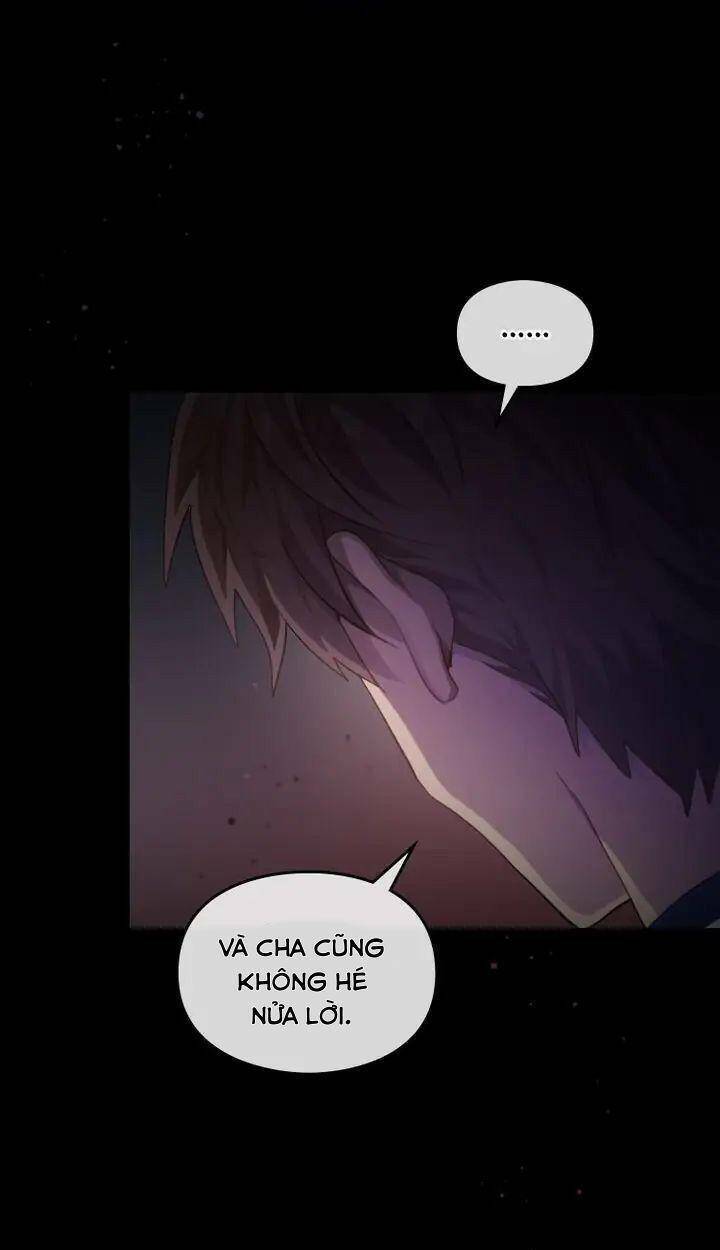 ......
VÀ CHA CŨNG
KHÔNG HÉ
NỬA LỜI.